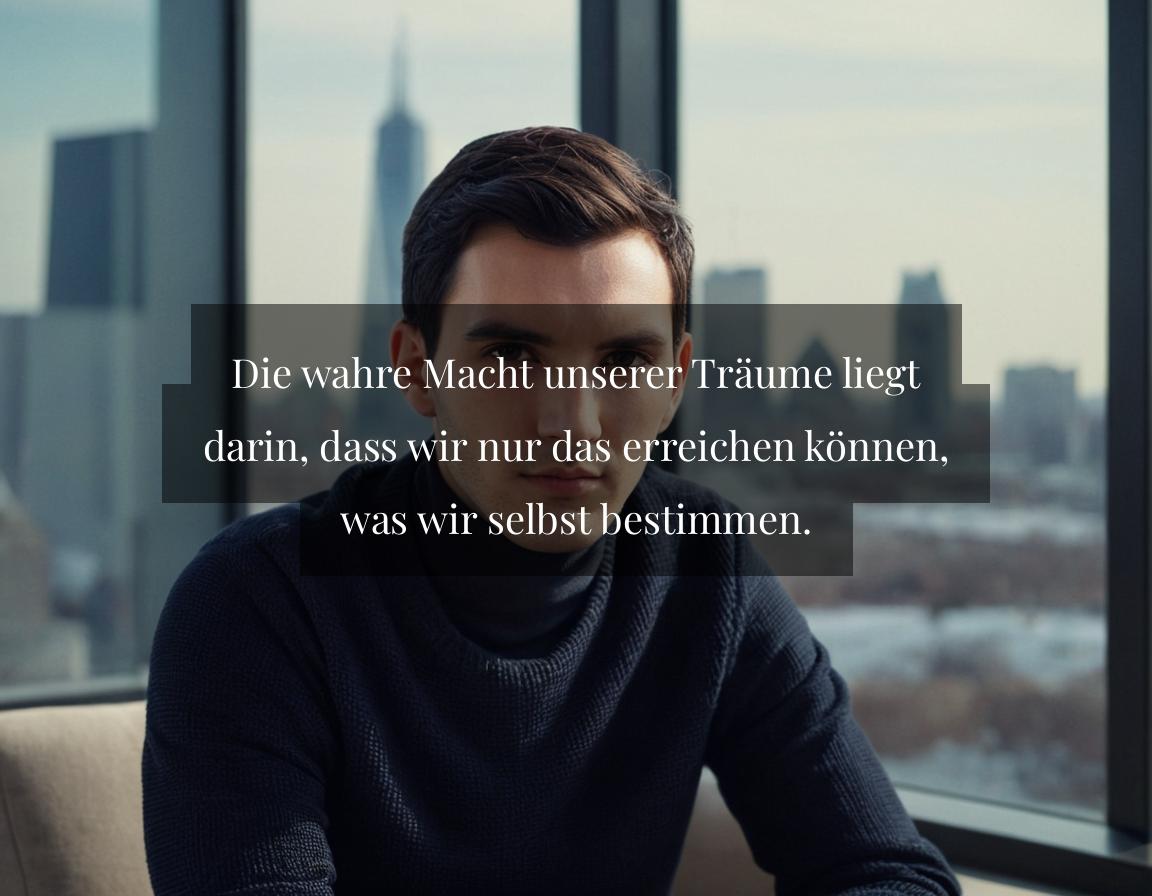 Die wahre Macht unserer Träume liegt
darin, dass wir nur das erreichen können,
was wir selbst bestimmen.